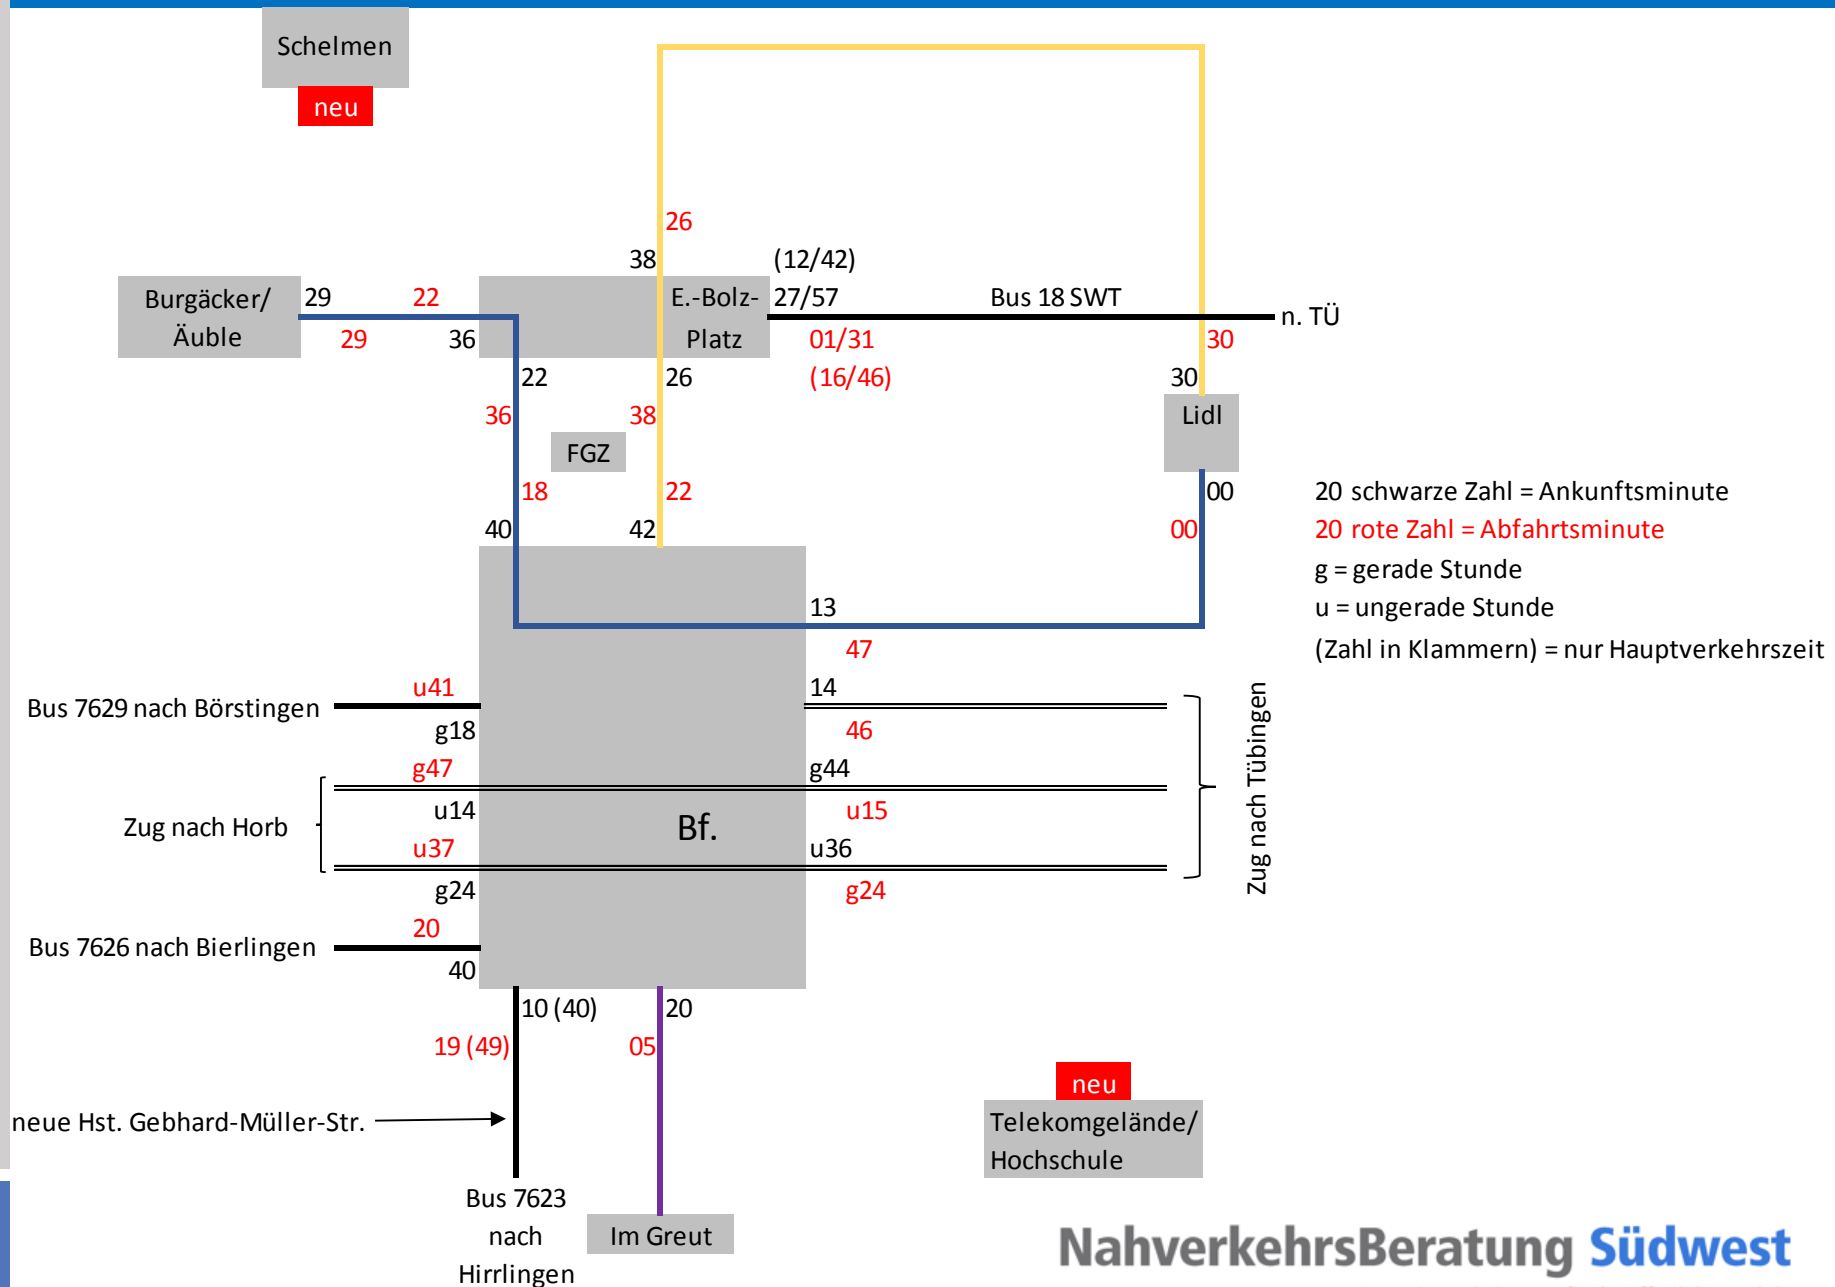 Schelmen
neu
26
38
(12/42)
Burgäcker/
Äuble
29
22
E.-Bolz-
Platz
27/57
Bus 18 SWT
n. TÜ
29
36
01/31
30
22
26
(16/46)
30
36
38
Lidl
FGZ
18
22
00
20 schwarze Zahl = Ankunftsminute
40
42
00
20 rote Zahl = Abfahrtsminute
g = gerade Stunde
13
u = ungerade Stunde
47
(Zahl in Klammern) = nur Hauptverkehrszeit
u41
14
Bus 7629 nach Börstingen
g18
46
g47
g44
Zug nach Tübingen
u14
u15
Zug nach Horb
Bf.
u37
u36
g24
g24
20
Bus 7626 nach Bierlingen
40
10 (40)
20
19 (49)
05
neu
neue Hst. Gebhard-Müller-Str.
Telekomgelände/
Hochschule
Bus 7623
nach
Hirrlingen
Im Greut
NahverkehrsBeratung Südwest